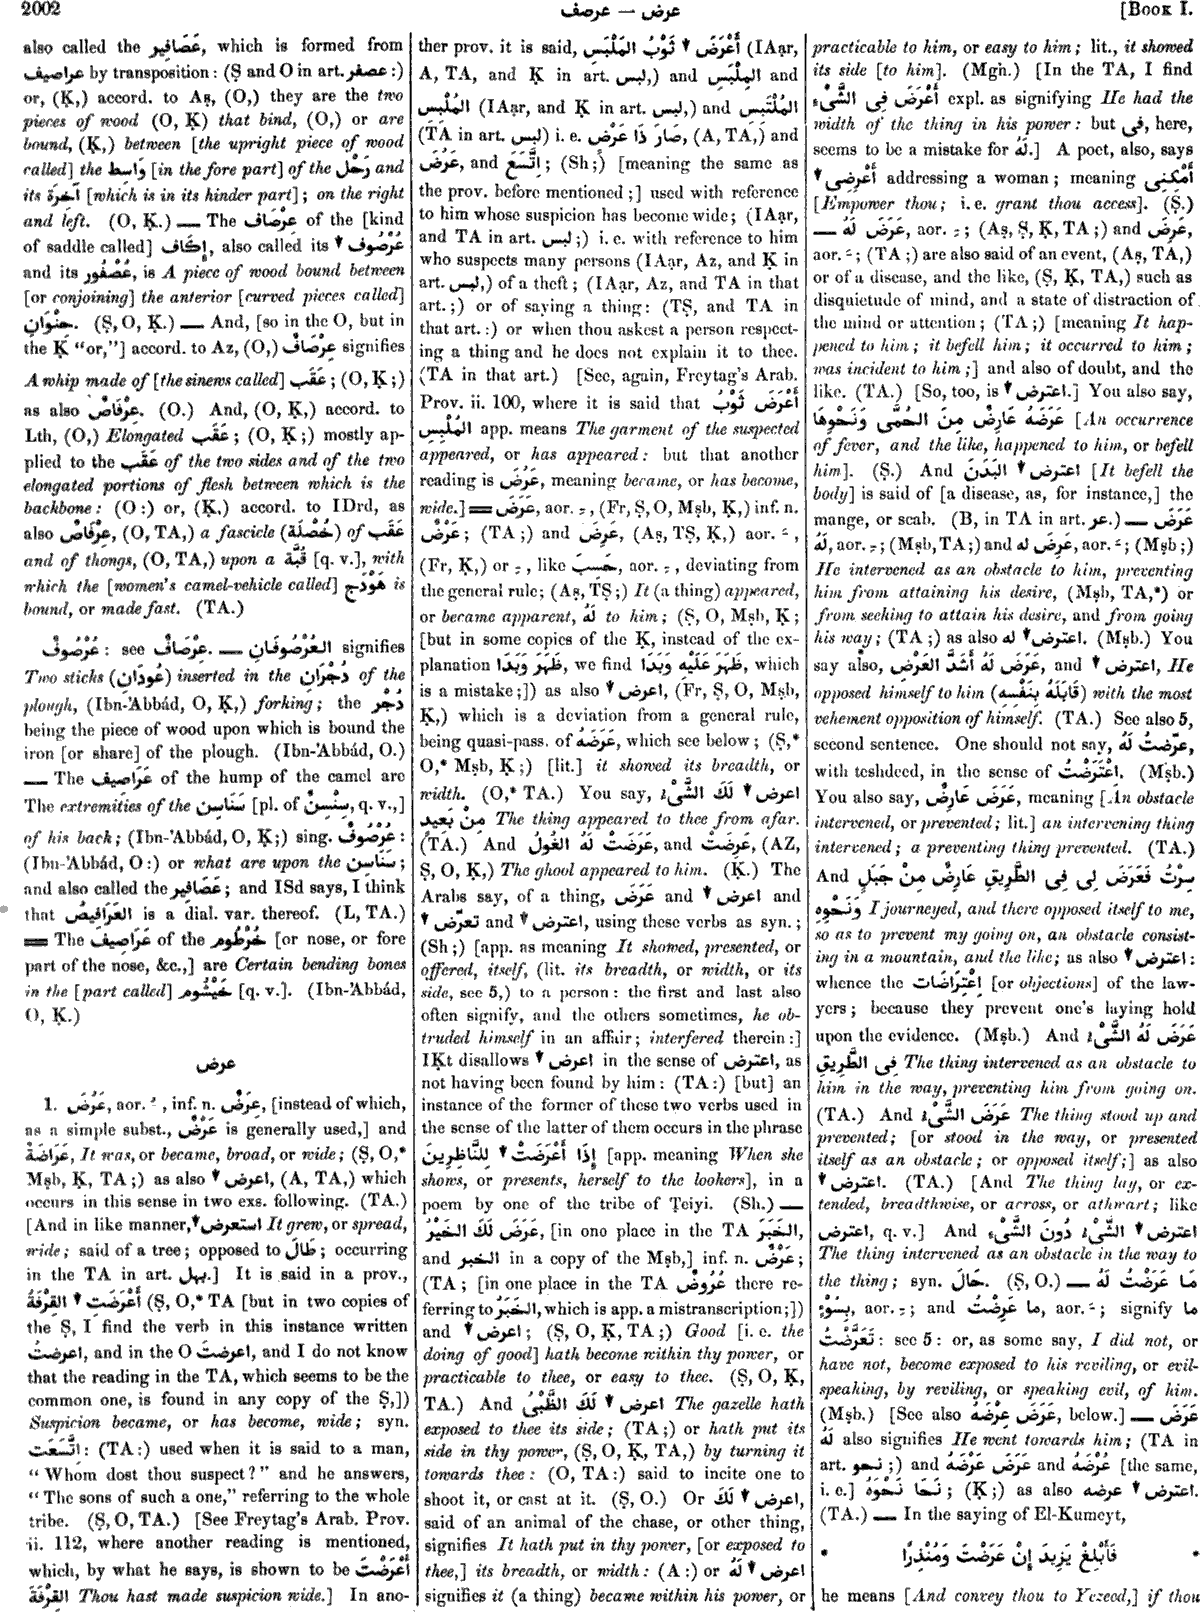 2002
عرض — عرصف
[BOOK I.
also called the عَصَافِير, which is formed from
عراصيف by transposition: (Ṣ and O in art. عصفر:)
or, (Ḳ,) accord. to Aṣ, (O,) they are the two
pieces of wood (O, Ḳ) that bind, (O,) or are
bound, (Ḳ,) between [the upright piece of wood
called] the وَاسِط [in the fore part] of the رَحْل and
its آخِرَة [which is in its hinder part]; on the right
and left. (O, Ḳ.) — The عِرْصَاف of the [kind
of saddle called] إِكَاف, also called its ↓ عُرْصُوف
and its عُصْفُور, is A piece of wood bound between
[or conjoining] the anterior [curved pieces called]
حِنْوَانِ. (Ṣ, O, Ḳ.) — And, [so in the O, but in
the Ḳ “or,”] accord. to Az, (O,) عِرْصَافٌ signifies
A whip made of [the sinews called] عَقَب; (O, Ḳ;)
as also عِرْفَاصٌ. (O.) And, (O, Ḳ,) accord. to
Lth, (O,) Elongated عَقَب; (O, Ḳ;) mostly ap-
plied to the عَقَب of the two sides and of the two
elongated portions of flesh between which is the
backbone: (O:) or, (Ḳ,) accord. to IDrd, as
also عِرْفَاصٌ, (O, TA,) a fascicle (خُصْلَة) of عَقَب
and of thongs, (O, TA,) upon a قُبَّة [q. v.], with
which the [women's camel-vehicle called] هَوْدَج is
bound, or made fast. (TA.)
عُرْصُوفٌ: see عِرْصَافٌ. — العُرْصُوفَانِ signifies
Two sticks (عُودَانِ) inserted in the دُجْرَانِ of the
plough, (Ibn-'Abbád, O, Ḳ,) forking; the دُجْر
being the piece of wood upon which is bound the
iron [or share] of the plough. (Ibn-'Abbád, O.)
— The عَرَاصِيف of the hump of the camel are
The extremities of the سَنَاسِن [pl. of سِنْسِنٌ, q. v.,]
of his back; (Ibn-'Abbád, O, Ḳ;) sing. عُرْصُوفٌ:
(Ibn-'Abbád, O:) or what are upon the سَنَاسِن;
and also called the عَصَافِير; and ISd says, I think
that العَرَافِيصُ is a dial. var. thereof. (L, TA.)
= The عَرَاصِيف of the خُرْطُوم [or nose, or fore
part of the nose, &c.,] are Certain bending bones
in the [part called] خَيْشُوم [q. v.]. (Ibn-'Abbád,
O, Ḳ.)
عرض
1. عَرُضَ, aor. ـُ, inf. n. عِرَضٌ, [instead of which,
as a simple subst., عَرْضٌ is generally used,] and
عَرَاضَةٌ, It was, or became, broad, or wide; (Ṣ, O,*
Mṣb, Ḳ, TA;) as also ↓ اعرض, (A, TA,) which
occurs in this sense in two exs. following. (TA.)
[And in like manner, ↓ استعرض It grew, or spread,
wide; said of a tree; opposed to طَالَ; occurring
in the TA in art. بهل.] It is said in a prov.,
↓ أَعْرَضَتِ القِرْفَةُ (Ṣ, O,* TA [but in two copies of
the Ṣ, I find the verb in this instance written
اعرضتُ, and in the O اعرضتَ, and I do not know
that the reading in the TA, which seems to be the
common one, is found in any copy of the Ṣ,])
Suspicion became, or has become, wide; syn.
اِتَّسَعَت: (TA:) used when it is said to a man,
“Whom dost thou suspect?” and he answers,
“The sons of such a one,” referring to the whole
tribe. (Ṣ, O, TA.) [See Freytag's Arab. Prov.
ii. 112, where another reading is mentioned,
which, by what he says, is shown to be أَعْرَضْتَ
القِرْفَةَ Thou hast made suspicion wide.] In ano-
ther prov. it is said, ↓ أَعْرَضَ ثَوْبُ المَلْبَسِ (IAạr,
A, TA, and Ḳ in art. لبس,) and المِلْبَسِ and
المُلْبِسِ (IAạr, and Ḳ in art. لبس,) and المُلْتَبِسِ
(TA in art. لبس) i. e. صَارَ ذَا عَرْضٍ, (A, TA,) and
عَرُضَ, and اِتَّسَعَ; (Sh;) [meaning the same as
the prov. before mentioned;] used with reference
to him whose suspicion has become wide; (IAạr,
and TA in art. لبس;) i. e. with reference to him
who suspects many persons (IAạr, Az, and Ḳ in
art. لبس,) of a theft; (IAạr, Az, and TA in that
art.;) or of saying a thing: (TṢ, and TA in
that art.:) or when thou askest a person respect-
ing a thing and he does not explain it to thee.
(TA in that art.) [See, again, Freytag's Arab.
Prov. ii. 100, where it is said that أَعْرَضَ ثَوْبُ
المُلْبِسِ app. means The garment of the suspected
appeared, or has appeared: but that another
reading is عَرُضَ, meaning became, or has become,
wide.] = عَرَضَ, aor. ـِ, (Fr, Ṣ, O, Mṣb, Ḳ,) inf. n.
عَرْضٌ; (TA;) and عَرِضَ, (Aṣ, TṢ, Ḳ,) aor. ـَ,
(Fr, Ḳ,) or ـِ, like حَسِبَ, aor. ـِ, deviating from
the general rule; (Aṣ, TṢ;) It (a thing) appeared,
or became apparent, لَهُ to him; (Ṣ, O, Mṣb, Ḳ;
[but in some copies of the Ḳ, instead of the ex-
planation ظَهَرَ وَبَدَا, we find ظَهَرَ عَلَيْهِ وَبَدَا, which
is a mistake;]) as also ↓ اعرض, (Fr, Ṣ, O, Mṣb,
Ḳ,) which is a deviation from a general rule,
being quasi-pass. of عَرَضَهُ, which see below; (Ṣ,*
O,* Mṣb, Ḳ;) [lit.] it showed its breadth, or
width. (O,* TA.) You say, ↓ اعرض لَكَ الشَّىْءُ
مِنْ بَعِيدٍ The thing appeared to thee from afar.
(TA.) And عَرَضَتْ لَهُ الغُولُ, and عَرِضَتْ, (AZ,
Ṣ, O, Ḳ,) The ghool appeared to him. (Ḳ.) The
Arabs say, of a thing, عَرَضَ and ↓ اعرض and
↓ تعرّض and ↓ اعترض, using these verbs as syn.;
(Sh;) [app. as meaning It showed, presented, or
offered, itself, (lit. its breadth, or width, or its
side, see 5,) to a person: the first and last also
often signify, and the others sometimes, he ob-
truded himself in an affair; interfered therein:]
IḲt disallows ↓ اعرض in the sense of اعترض, as
not having been found by him: (TA:) [but] an
instance of the former of these two verbs used in
the sense of the latter of them occurs in the phrase
إِذَا أَعْرَضَتْ ↓ لِلنَّاظِرِينَ [app. meaning When she
shows, or presents, herself to the lookers], in a
poem by one of the tribe of Ṭeiyi. (Sh.) —
عَرَضَ لَكَ الخَيْرُ, [in one place in the TA الخَبَرَ,
and الخبر in a copy of the Mṣb,] inf. n. عَرْضٌ;
(TA; [in one place in the TA عُرُوضٌ there re-
ferring to الخَبَرَ, which is app. a mistranscription;])
and ↓ اعرض; (Ṣ, O, Ḳ, TA;) Good [i. e. the
doing of good] hath become within thy power, or
practicable to thee, or easy to thee. (Ṣ, O, Ḳ,
TA.) And ↓ اعرض لَكَ الظَّبْىُ The gazelle hath
exposed to thee its side; (TA;) or hath put its
side in thy power, (Ṣ, O, Ḳ, TA,) by turning it
towards thee: (O, TA:) said to incite one to
shoot it, or cast at it. (Ṣ, O.) Or ↓ اعرض لَكَ,
said of an animal of the chase, or other thing,
signifies It hath put in thy power, [or exposed to
thee,] its breadth, or width: (A:) or ↓ اعرض لَهُ
signifies it (a thing) became within his power, or
practicable to him, or easy to him; lit., it showed
its side [to him]. (Mgh.) [In the TA, I find
أَعْرَضَ فِى الشَّىْءِ expl. as signifying He had the
width of the thing in his power: but فى, here,
seems to be a mistake for لَهُ.] A poet, also, says
↓ أَعْرِضِى addressing a woman; meaning أَمْكِنِى
[Empower thou; i. e. grant thou access]. (Ṣ.)
— عَرَضَ لَهُ, aor. ـِ; (Aṣ, Ṣ, Ḳ, TA;) and عَرِضَ,
aor. ـَ; (TA;) are also said of an event, (Aṣ, TA,)
or of a disease, and the like, (Ṣ, Ḳ, TA,) such as
disquietude of mind, and a state of distraction of
the mind or attention; (TA;) [meaning It hap-
pened to him; it befell him; it occurred to him;
was incident to him;] and also of doubt, and the
like. (TA.) [So, too, is ↓ اعترض.] You also say,
عَرَضَهُ عَارِضٌ مِنَ الحُمَّى وَنَحْوِهَا [An occurrence
of fever, and the like, happened to him, or befell
him]. (Ṣ.) And ↓ اعترض البَدَنَ [It befell the
body] is said of [a disease, as, for instance,] the
mange, or scab. (B, in TA in art. عر.) — عَرَضَ
لَهُ, aor. ـِ; (Mṣb, TA;) and عَرِضَ له, aor. ـَ; (Mṣb;)
He intervened as an obstacle to him, preventing
him from attaining his desire, (Mṣb, TA,*) or
from seeking to attain his desire, and from going
his way; (TA;) as also ↓ اعترض له. (Mṣb.) You
say also, عَرَضَ لَهُ أَشَدَّ العَرْضِ, and ↓ اعترض, He
opposed himself to him (قَابَلَهُ بِنَفْسِهِ) with the most
vehement opposition of himself. (TA.) See also 5,
second sentence. One should not say, عَرَّضتُ لَهُ,
with teshdeed, in the sense of اِعْتَرَضْتُ. (Mṣb.)
You also say, عَرَضَ عَارِضٌ, meaning [An obstacle
intervened, or prevented; lit.] an intervening thing
intervened; a preventing thing prevented. (TA.)
And سِرْتُ فَعَرَضَ لِى فِى الطَّرِيقِ عَارِضٌ مِنْ جَبَلٍ
وَنَحْوِهِ I journeyed, and there opposed itself to me,
so as to prevent my going on, an obstacle consist-
ing in a mountain, and the like; as also ↓ اعترض:
whence the اِعْتِرَاضَات [or objections] of the law-
yers; because they prevent one's laying hold
upon the evidence. (Mṣb.) And عَرَضَ لَهُ الشَّىْءُ
فِى الطَّرِيقِ The thing intervened as an obstacle to
him in the way, preventing him from going on.
(TA.) And عَرَضَ الشَّىْءُ The thing stood up and
prevented; [or stood in the way, or presented
itself as an obstacle; or opposed itself;] as also
↓ اعترض. (TA.) [And The thing lay, or ex-
tended, breadthwise, or across, or athwart; like
اعترض, q. v.] And ↓ اعترض الشَّىْءُ دُونَ الشَّىْءِ
The thing intervened as an obstacle in the way to
the thing; syn. حَالَ. (Ṣ, O.) — مَا عَرَضْتُ لَهُ
بِسُوْءٍ, aor. ـِ; and ما عَرِضْتُ, aor. ـَ; signify ما
تَعَرَّضْتُ: see 5: or, as some say, I did not, or
have not, become exposed to his reviling, or evil-
speaking, by reviling, or speaking evil, of him.
(Mṣb.) [See also عَرَضَ عِرْضَهُ, below.] — عَرَضَ
لَهُ also signifies He went towards him; (TA in
art. نحو;) and عَرَضَ عَرْضَهُ and عُرْضَهُ [the same,
i. e.] نَحَا نَحْوَهُ; (Ḳ;) as also ↓ اعترض عرضه.
(TA.) — In the saying of El-Kumeyt,
* فَأَبْلِغْ يَزِيدَ إِنْ عَرَضْتَ وَمُنْذِرًا *
he means [And convey thou to Yezeed,] if thou